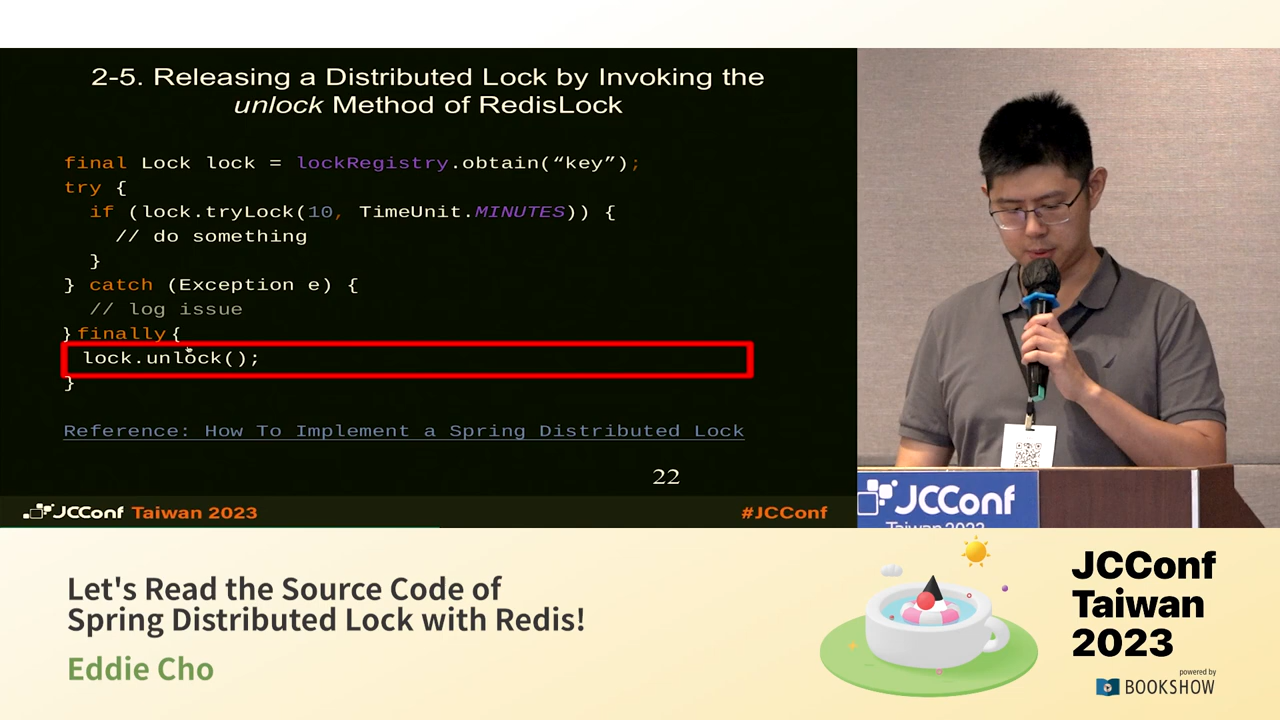 2-5. Releasing a Distributed Lock by Invoking the
unlock Method of RedisLock
final Lock lock = lockRegistry.obtain(“key”);
try {
  if (lock.tryLock(10, TimeUnit.MINUTES)) {
    // do something
  }
} catch (Exception e) {
  // log issue
} finally {
  lock.unlock();
}
Reference: How To Implement a Spring Distributed Lock
22
JCConf Taiwan 2023
#JCConf
JCConf
Taiwan 2023
Let's Read the Source Code of
Spring Distributed Lock with Redis!
Eddie Cho
JCConf
Taiwan
2023
powered by
BOOKSHOW